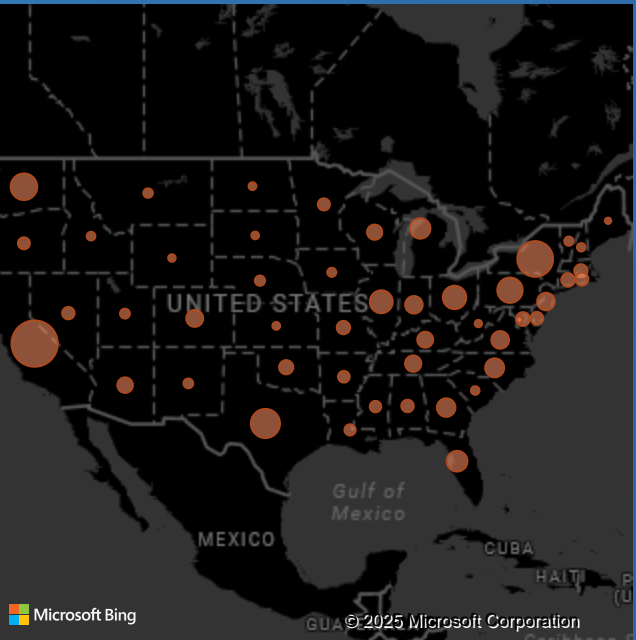 UNITED STATES
Gulf of
Mexico
MEXICO
CUBA
HAITI
Microsoft Bing
© 2025 Microsoft Corporation